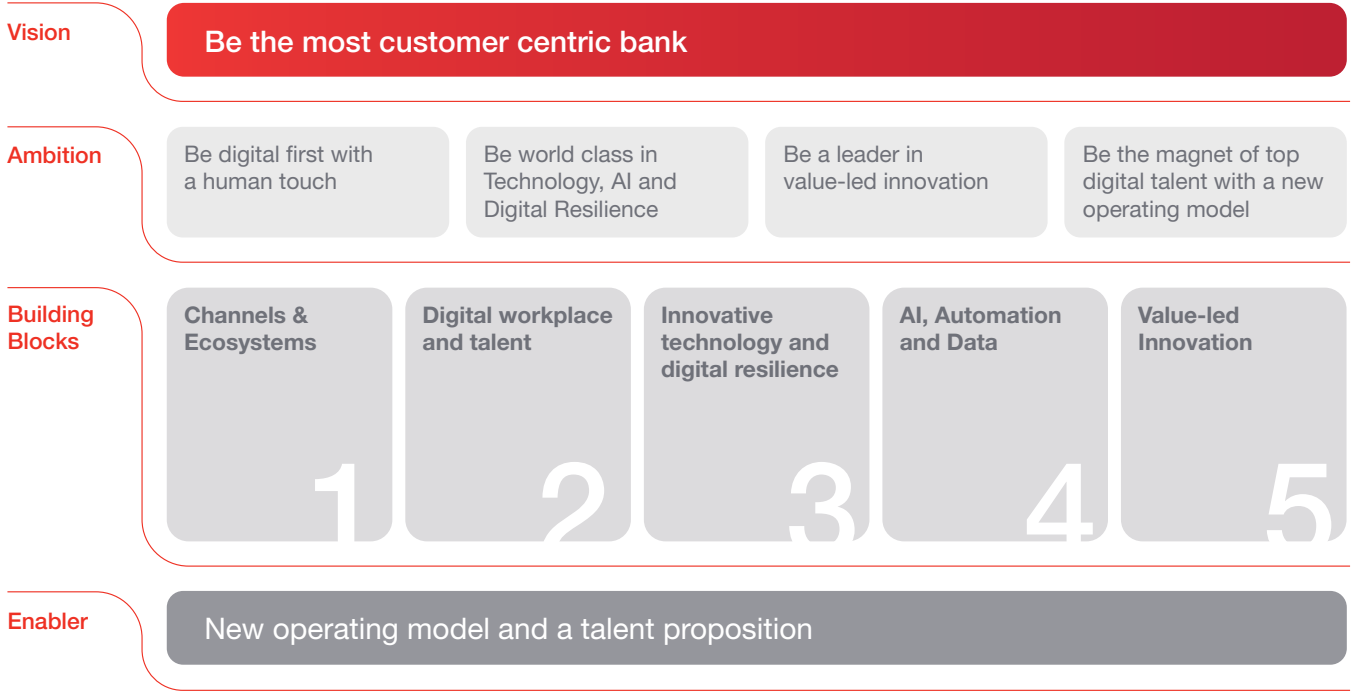 Vision
Be the most customer centric bank
Ambition
Be digital first with
a human touch
Be world class in
Technology, AI and
Digital Resilience
Be a leader in
value-led innovation
Be the magnet of top
digital talent with a new
operating model
Building
Blocks
Channels &
Ecosystems
1
Digital workplace
and talent
2
Innovative
technology and
digital resilience
3
AI, Automation
and Data
4
Value-led
Innovation
5
Enabler
New operating model and a talent proposition